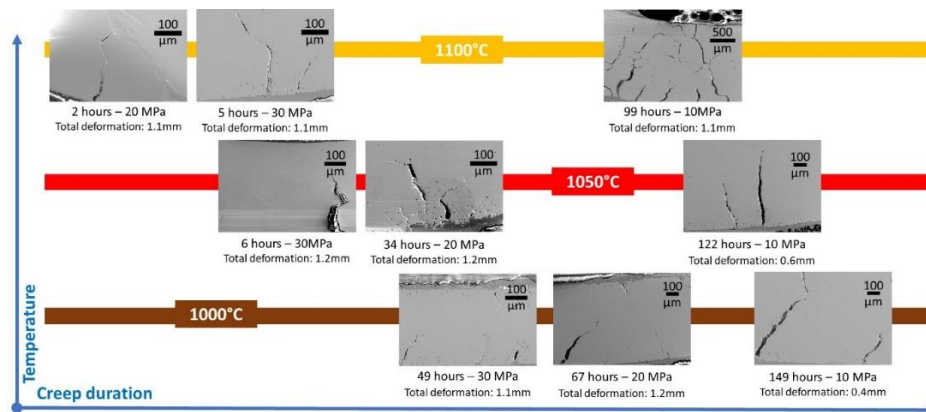 100
µm
100
µm
1100°C
500
µm
2 hours – 20 MPa
Total deformation: 1.1mm
5 hours – 30 MPa
Total deformation: 1.1mm
99 hours – 10MPa
Total deformation: 1.1mm
100
µm
100
µm
1050°C
100
µm
6 hours – 30MPa
Total deformation: 1.2mm
34 hours – 20 MPa
Total deformation: 1.2mm
122 hours – 10 MPa
Total deformation: 0.6mm
1000°C
100
µm
100
µm
100
µm
49 hours – 30 MPa
Total deformation: 1.1mm
67 hours – 20 MPa
Total deformation: 1.2mm
149 hours – 10 MPa
Total deformation: 0.4mm
Temperature
Creep duration